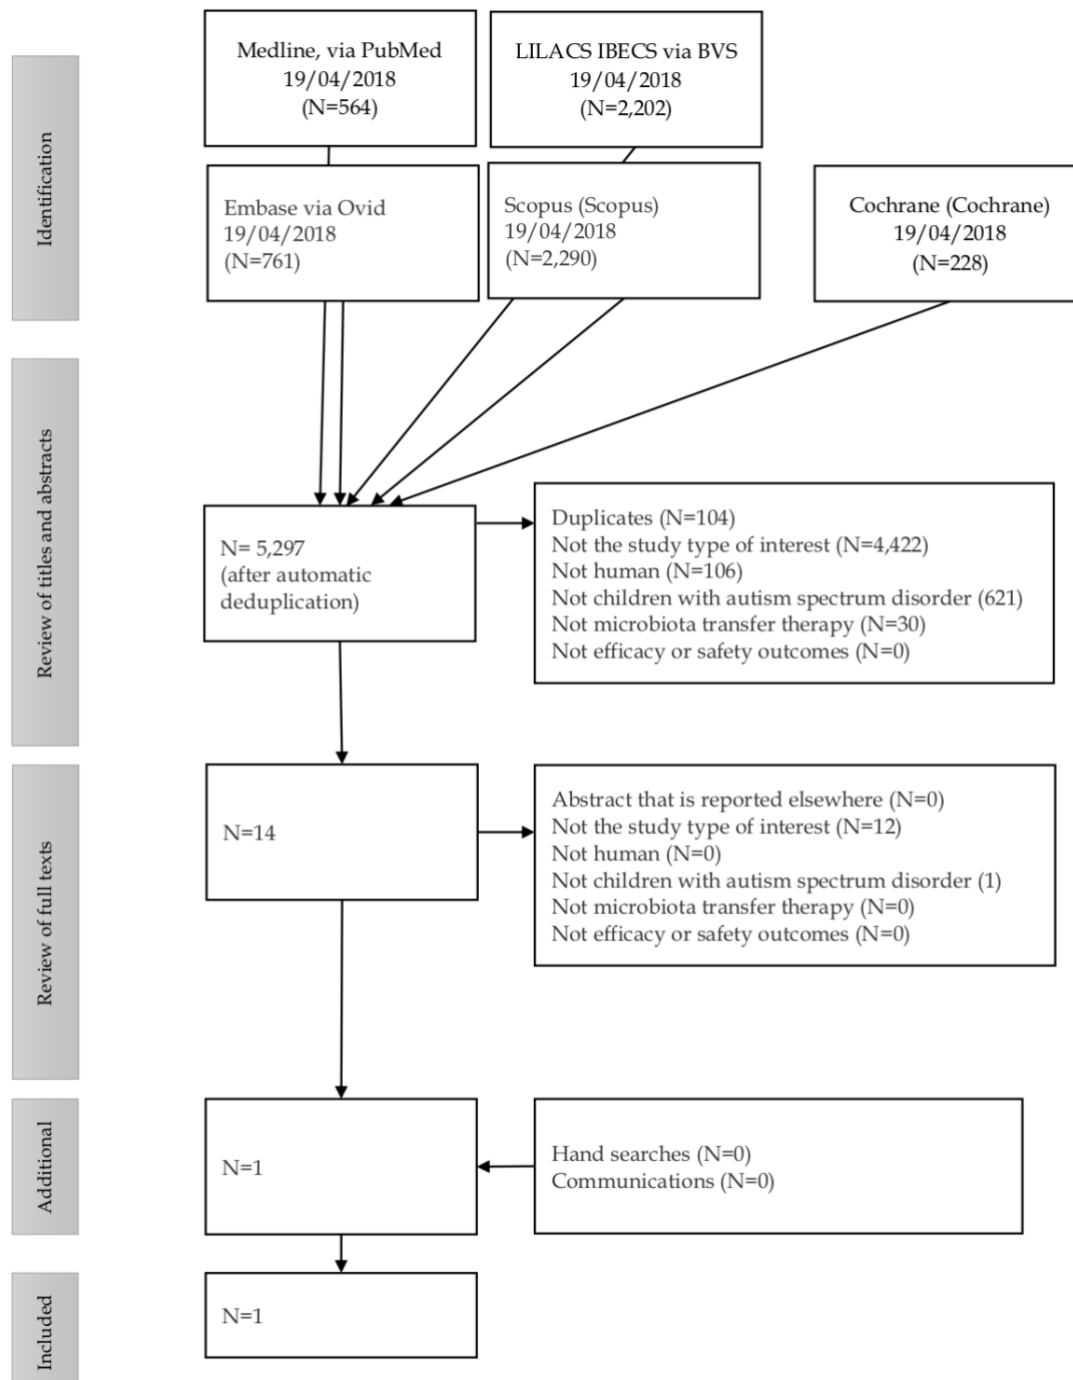 Identification
Medline, via PubMed
19/04/2018
(N=564)
LILACS IBECS via BVS
19/04/2018
(N=2,202)
Embase via Ovid
19/04/2018
(N=761)
Scopus (Scopus)
19/04/2018
(N=2,290)
Cochrane (Cochrane)
19/04/2018
(N=228)
Review of titles and abstracts
N= 5,297
(after automatic
deduplication)
Duplicates (N=104)
Not the study type of interest (N=4,422)
Not human (N=106)
Not children with autism spectrum disorder (621)
Not microbiota transfer therapy (N=30)
Not efficacy or safety outcomes (N=0)
Review of full texts
N=14
Abstract that is reported elsewhere (N=0)
Not the study type of interest (N=12)
Not human (N=0)
Not children with autism spectrum disorder (1)
Not microbiota transfer therapy (N=0)
Not efficacy or safety outcomes (N=0)
Additional
N=1
Hand searches (N=0)
Communications (N=0)
Included
N=1